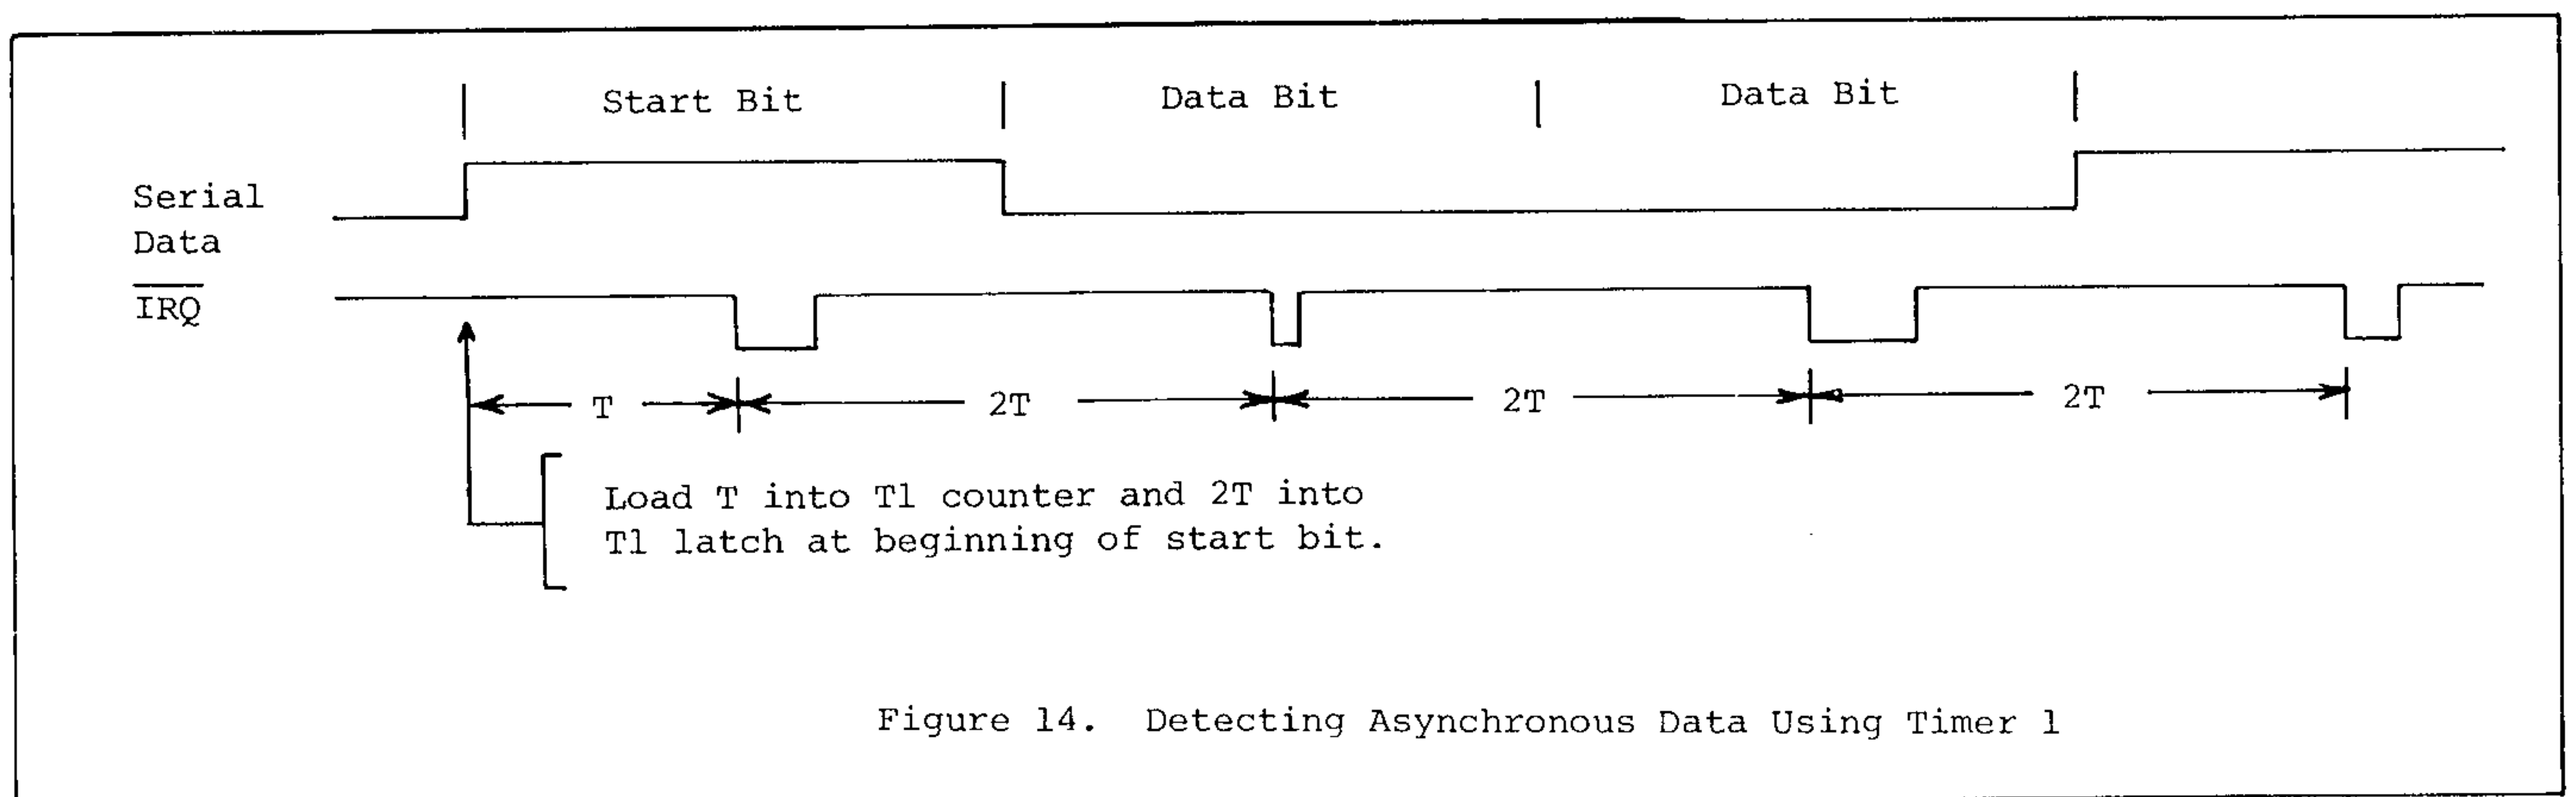 Start Bit
Data Bit
Data Bit
Serial
Data
IRQ
T
2T
2T
2T
Load T into T1 counter and 2T into
T1 latch at beginning of start bit.
Figure 14. Detecting Asynchronous Data Using Timer 1